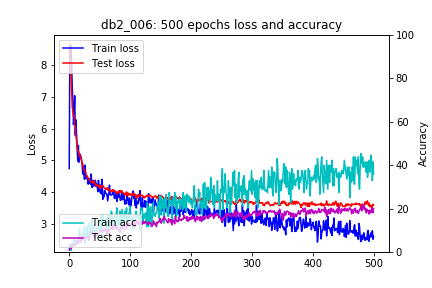 db2_006: 500 epochs loss and accuracy
Train loss
Test loss
Train acc
Test acc
Loss
8
7
6
5
4
3
Accuracy
100
80
60
40
20
0
0
100
200
300
400
500